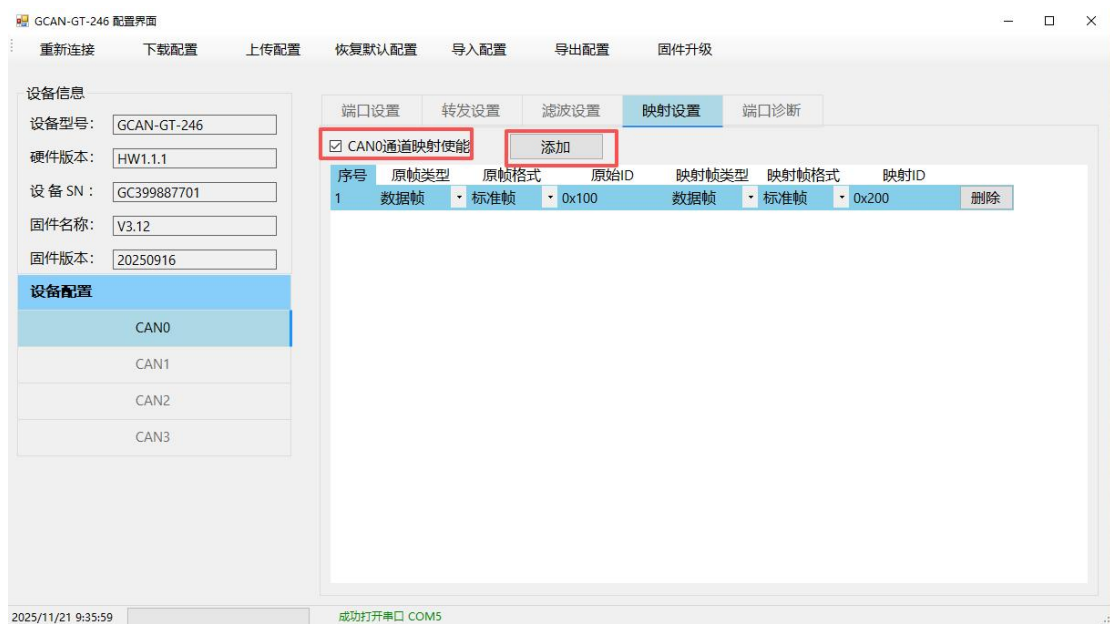 GCAN-GT-246 配置界面
重新连接 下载配置 上传配置 恢复默认配置 导入配置 导出配置 固件升级
设备信息
设备型号: GCAN-GT-246
硬件版本: HW1.1.1
设 备 SN : GC399887701
固件名称: V3.12
固件版本: 20250916
设备配置
CAN0
CAN1
CAN2
CAN3
端口设置 转发设置 滤波设置 映射设置 端口诊断
CAN0通道映射使能 添加
序号 原帧类型 原帧格式 原始ID 映射帧类型 映射帧格式 映射ID
1 数据帧 标准帧 0x100 数据帧 标准帧 0x200 删除
2025/11/21 9:35:59 成功打开串口 COM5